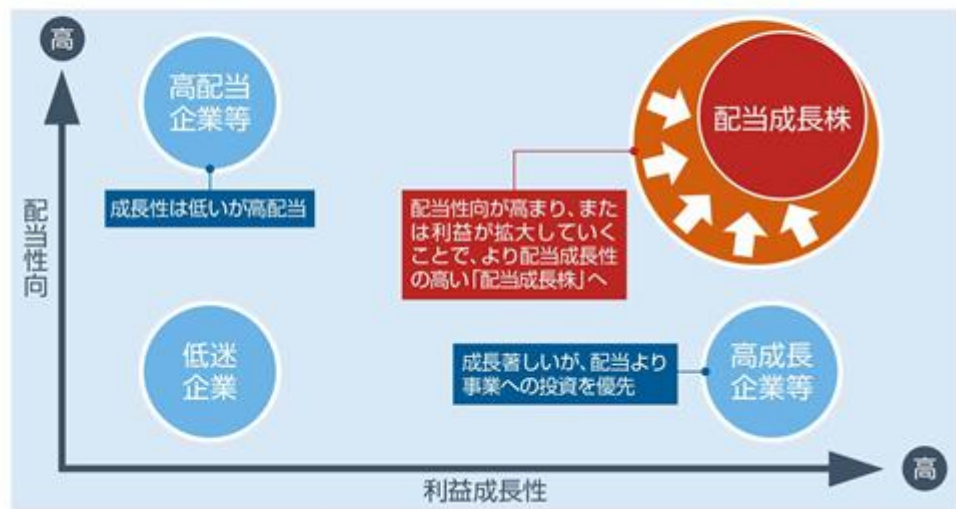 高
高配当
企業等
成長性は低いが高配当
配当成長株
配当性向が高まり、また
は利益が拡大していく
ことで、より配当成長性
の高い「配当成長株」へ
配当性向
低迷
企業
成長著しいが、配当より
事業への投資を優先
高成長
企業等
利益成長性
高